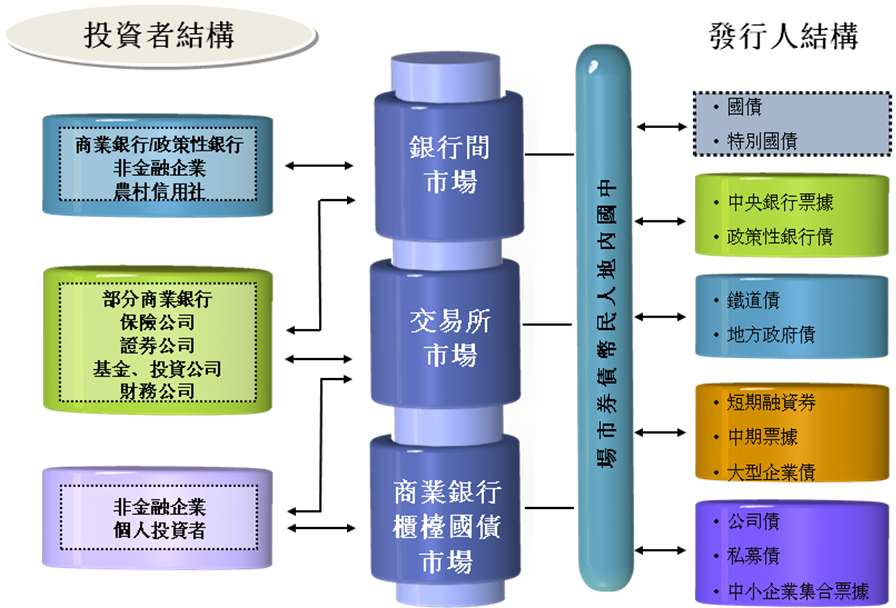 投資者結構
商業銀行/政策性銀行
非金融企業
農村信用社
部分商業銀行
保險公司
證券公司
基金、投資公司
財務公司
非金融企業
個人投資者
銀行間
市場
交易所
市場
商業銀行
櫃檯國債
市場
中國內地人民幣債券市場
發行人結構
• 國債
• 特別國債
• 中央銀行票據
• 政策性銀行債
• 鐵道債
• 地方政府債
• 短期融資券
• 中期票據
• 大型企業債
• 公司債
• 私募債
• 中小企業集合票據